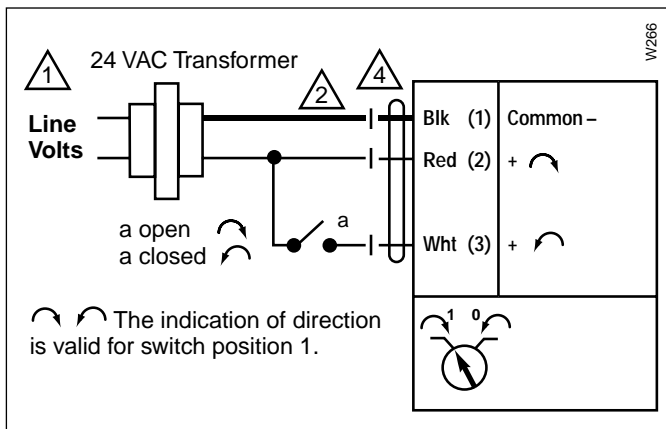 W266
1
24 VAC Transformer
2
4
Line
Volts
Blk (1) Common –
Red (2) +
a
Wht (3) +
a open
a closed
The indication of direction
is valid for switch position 1.
1 0